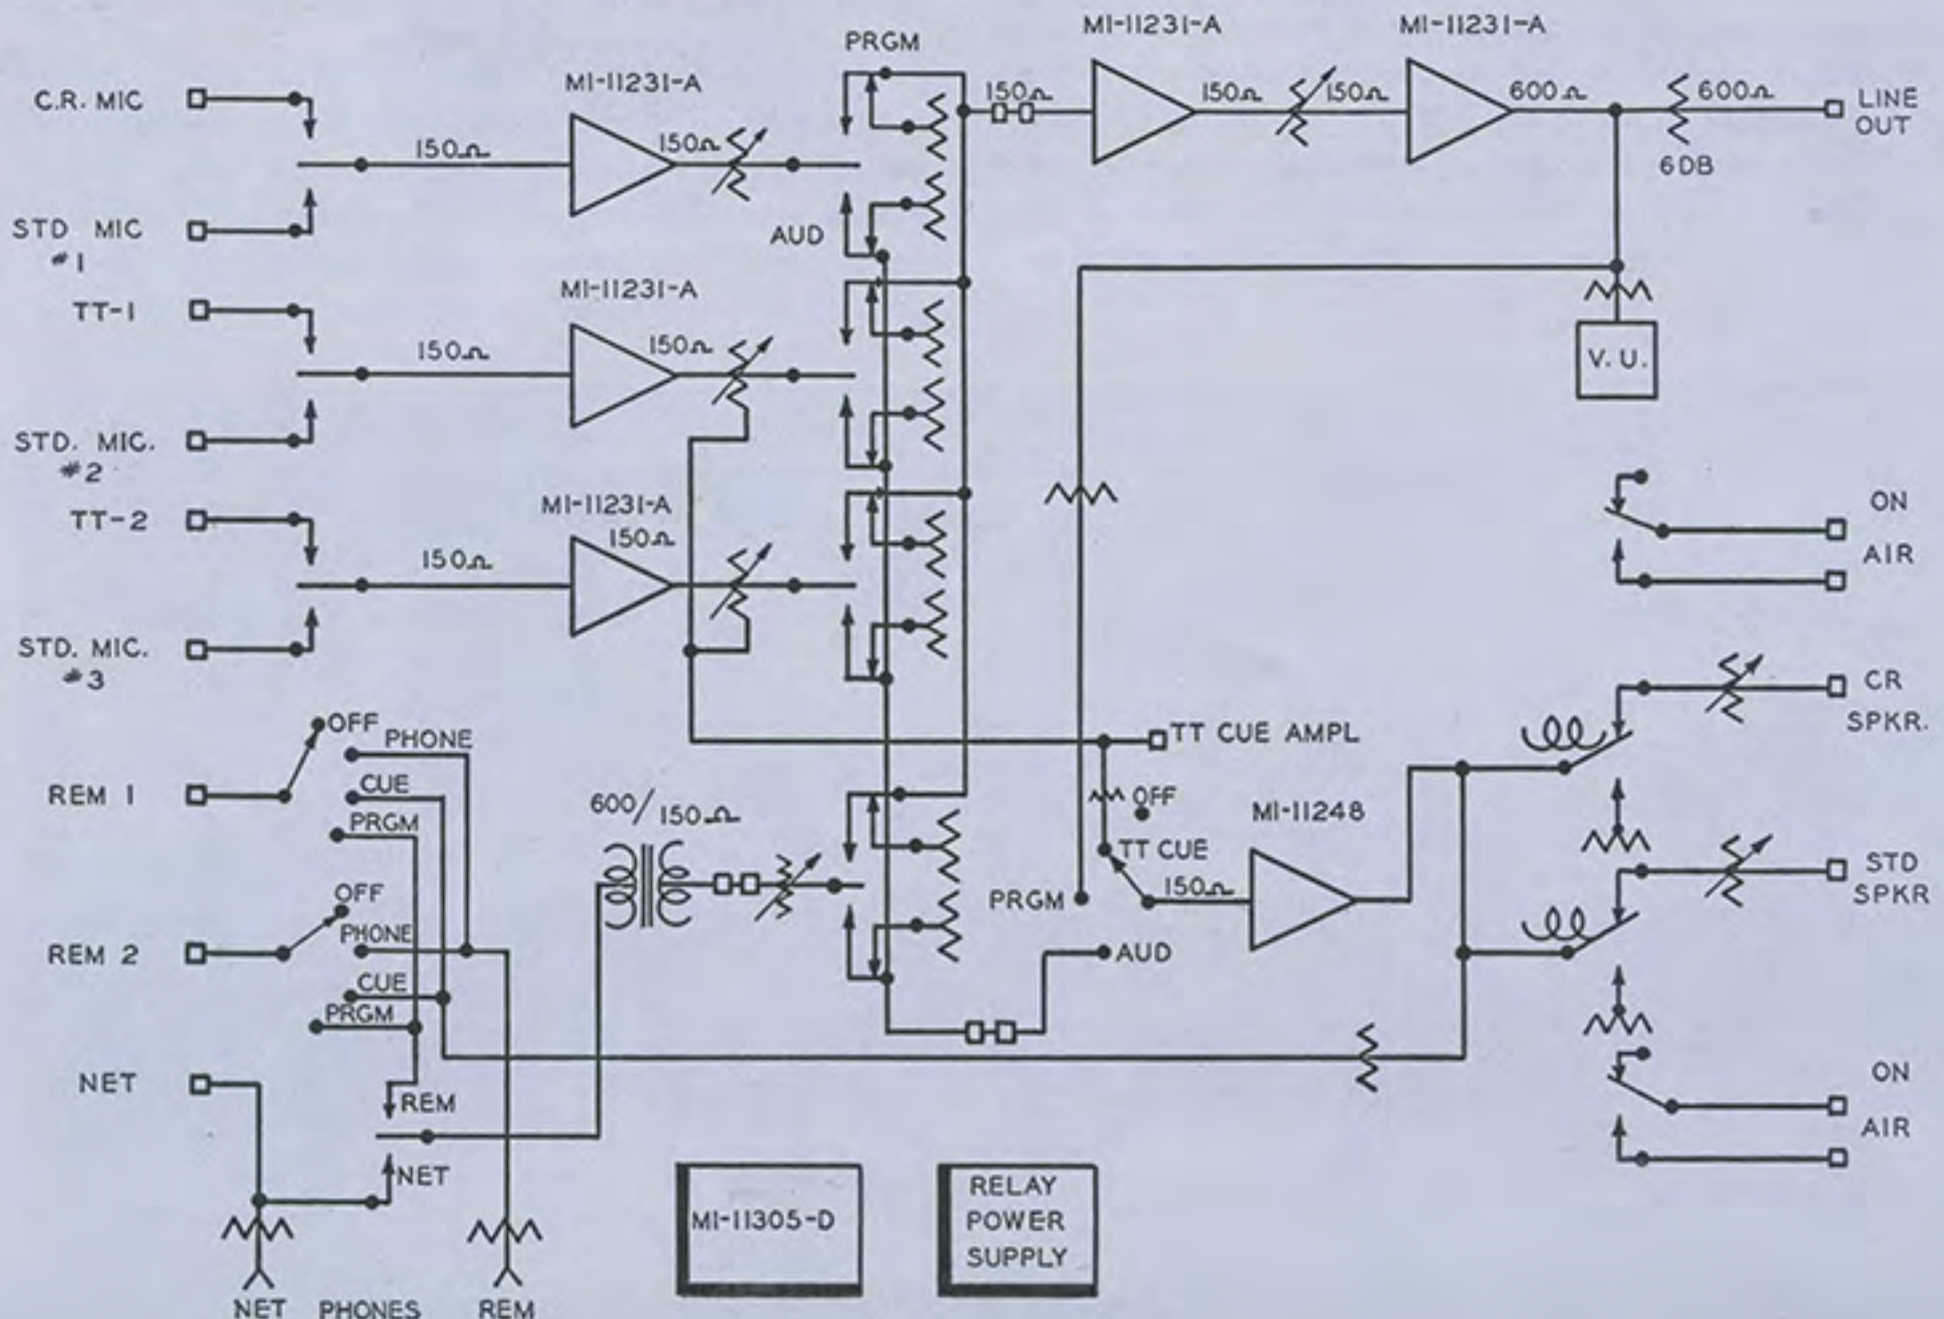 MI-11231-A
MI-11231-A
PRGM
C.R. MIC
MI-11231-A
150Ω
150Ω
150Ω
150Ω
150Ω
600Ω
600Ω
LINE
OUT
6DB
STD MIC
#1
AUD
TT-1
MI-11231-A
150Ω
150Ω
V. U.
STD. MIC.
#2
TT-2
MI-11231-A
150Ω
150Ω
ON
AIR
STD. MIC.
#3
CR
SPKR.
OFF
PHONE
TT CUE AMPL
REM 1
CUE
PRGM
600/150Ω
OFF
MI-11248
TT CUE
150Ω
STD
SPKR
PRGM
OFF
REM 2
PHONE
AUD
CUE
PRGM
NET
REM
ON
AIR
NET
MI-11305-D
RELAY
POWER
SUPPLY
NET PHONES REM